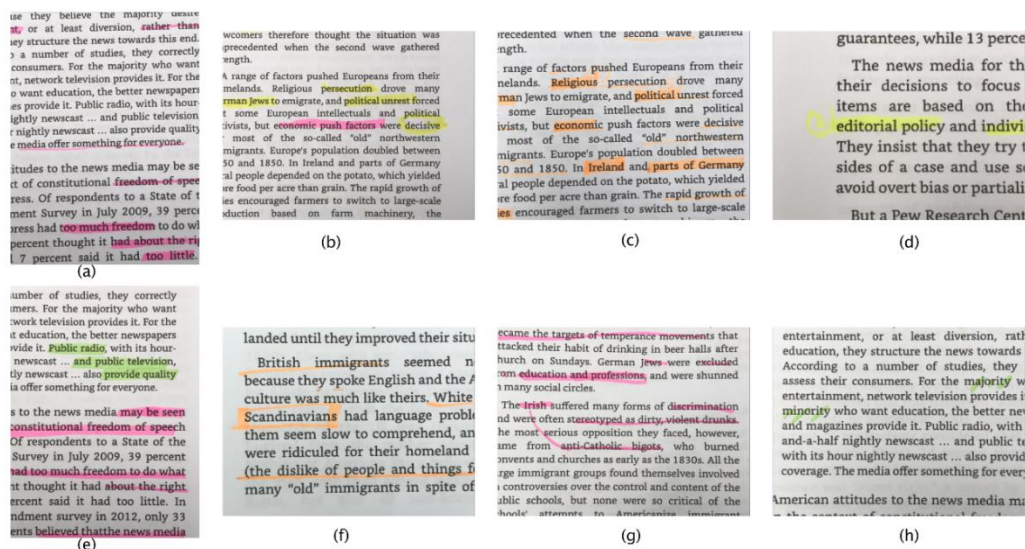 use they believe the majority desire
nt, or at least diversion, rather than
hey structure the news towards this end.
o a number of studies, they correctly
consumers. For the majority who want
nt, network television provides it. For the
o want education, the better newspapers
es provide it. Public radio, with its hour-
nightly newscast ... and public television,
r nightly newscast ... also provide quality
e media offer something for everyone.
itudes to the news media may be se
xt of constitutional freedom of spee
ress. Of respondents to a State of t
ment Survey in July 2009, 39 perc
press had too much freedom to do wh
percent thought it had about the rig
l 7 percent said it had too little.
(a)
wcomers therefore thought the situation was
precedented when the second wave gathered
ength.
A range of factors pushed Europeans from their
melands. Religious persecution drove many
rman Jews to emigrate, and political unrest forced
t some European intellectuals and political
tivists, but economic push factors were decisive
most of the so-called "old" northwestern
migrants. Europe's population doubled between
50 and 1850. In Ireland and parts of Germany
ral people depended on the potato, which yielded
re food per acre than grain. The rapid growth of
ies encouraged farmers to switch to large-scale
duction based on farm machinery, the
(b)
precedented when the second wave gathered
ength.
range of factors pushed Europeans from their
melands. Religious persecution drove many
man Jews to emigrate, and political unrest forced
some European intellectuals and political
ivists, but economic push factors were decisive
most of the so-called "old" northwestern
migrants. Europe's population doubled between
50 and 1850. In Ireland and parts of Germany
al people depended on the potato, which yielded
re food per acre than grain. The rapid growth of
ies encouraged farmers to switch to large-scale
(c)
guarantees, while 13 perce
The news media for th
their decisions to focus
items are based on the
editorial policy and indivi
They insist that they try t
sides of a case and use so
avoid overt bias or partiali
But a Pew Research Cent
(d)
umber of studies, they correctly
umers. For the majority who want
twork television provides it. For the
t education, the better newspapers
vide it. Public radio, with its hour-
newscast ... and public television,
tly newscast ... also provide quality
ia offer something for everyone.
s to the news media may be seen
constitutional freedom of speech
Of respondents to a State of the
Survey in July 2009, 39 percent
had too much freedom to do what
nt thought it had about the right
ercent said it had too little. In
ndment survey in 2012, only 33
ents believed thatthe news media
(e)
landed until they improved their situ
British immigrants seemed n
because they spoke English and the A
culture was much like theirs. White
Scandinavians had language proble
them seem slow to comprehend, an
were ridiculed for their homeland
(the dislike of people and things f
many "old" immigrants in spite of
(f)
ecame the targets of temperance movements that
ttacked their habit of drinking in beer halls after
hurch on Sundays. German Jews were excluded
rom education and professions, and were shunned
n many social circles.
The Irish suffered many forms of discrimination
nd were often stereotyped as dirty, violent drunks.
he most serious opposition they faced, however,
ame from anti-Catholic bigots, who burned
onvents and churches as early as the 1830s. All the
arge immigrant groups found themselves involved
controversies over the control and content of the
ublic schools, but none were so critical of the
chools' attempts to Americanize immigrant
(g)
entertainment, or at least diversion, rath
education, they structure the news towards
According to a number of studies, they
assess their consumers. For the majority w
entertainment, network television provides i
minority who want education, the better new
and magazines provide it. Public radio, with
and-a-half nightly newscast ... and public te
with its hour nightly newscast ... also provid
coverage. The media offer something for every
American attitudes to the news media ma
(h)